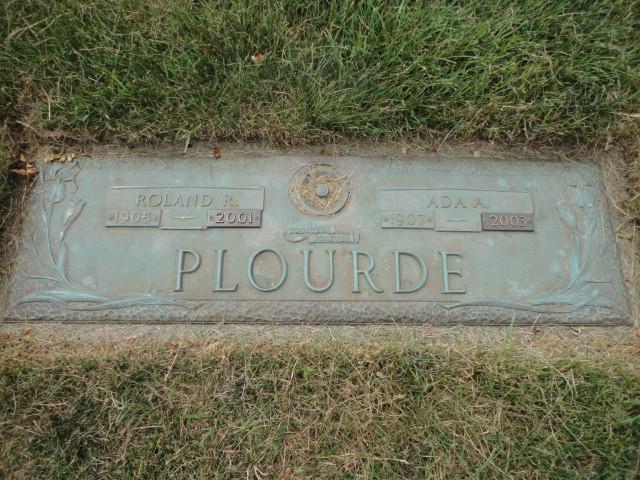 ROLAND R.
1905 — 2001
ADA A.
1907 — 2003
PLOURDE